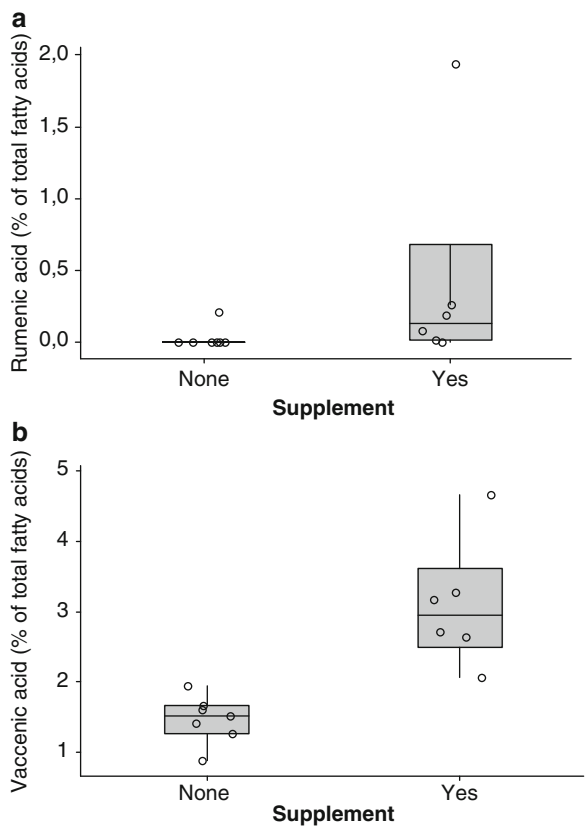 a
Rumenic acid (% of total fatty acids)
2,0
1,5
1,0
0,5
0,0
None
Yes
Supplement
b
Vaccenic acid (% of total fatty acids)
5
4
3
2
1
None
Yes
Supplement